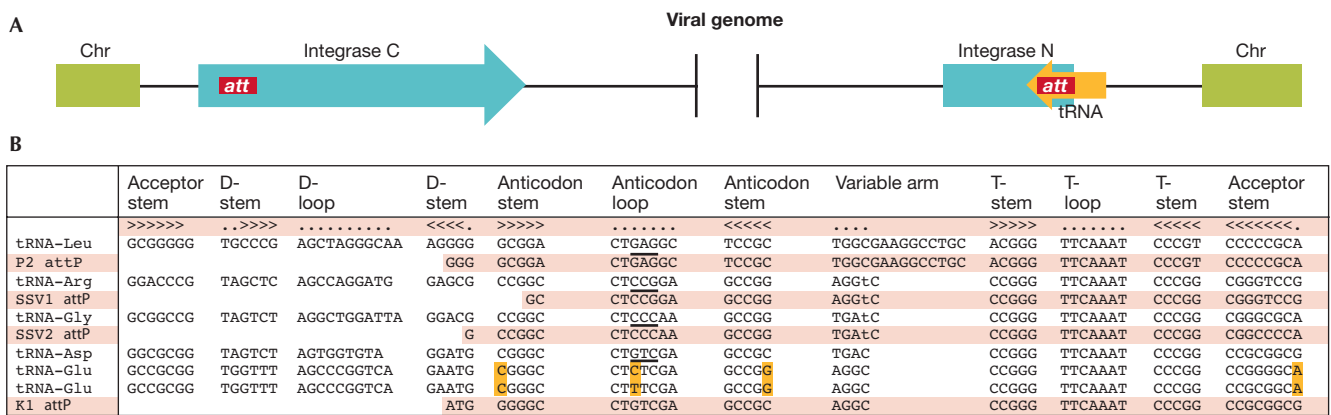 A
Viral genome
Chr
Integrase C
Integrase N
Chr
att
att
tRNA
B
Acceptor stem D-stem D-loop D-stem Anticodon stem Anticodon loop Anticodon stem Variable arm T-stem T-loop T-stem Acceptor stem
>>>>>> ..>>>> .......... <<<<. >>>>> ....... <<<<< .... >>>>> ....... <<<<< <<<<<<<.
tRNA-Leu GCGGGGG TGCCCG AGCTAGGGCAA AGGGG GCGGA CTGAGGC TCCGC TGGCGAAGGCCTGC ACGGG TTCAAAT CCCGT CCCCCGCA
P2 attP GGG GCGGA CTGAGGC TCCGC TGGCGAAGGCCTGC ACGGG TTCAAAT CCCGT CCCCCGCA
tRNA-Arg GGACCCG TAGCTC AGCCAGGATG GAGCG CCGGC CTCCGGA GCCGG AGGtC CCGGG TTCAAAT CCCGG CGGGTCCG
SSV1 attP GC CTCCGGA GCCGG AGGtC CCGGG TTCAAAT CCCGG CGGGTCCG
tRNA-Gly GCGGCCG TAGTCT AGGCTGGATTA GGACG CCGGC CTCCCAA GCCGG TGAtC CCGGG TTCAAAT CCCGG CGGGCGCA
SSV2 attP G CCGGC CTCCCAA GCCGG TGAtC CCGGG TTCAAAT CCCGG CGGCCCCA
tRNA-Asp GGCGCGG TAGTCT AGTGGTGTA GGATG CGGGC CTGTCGA GCCGC TGAC CCGGG TTCAAAT CCCGG CCGCGGCG
tRNA-Glu GCCGCGG TGGTTT AGCCCGGTCA GAATG CGGGC CTCTCGA GCCGG AGGC CCGGG TTCAAAT CCCGG CCGGGGCA
tRNA-Glu GCCGCGG TGGTTT AGCCCGGTCA GAATG CGGGC CTTTCGA GCCGG AGGC CCGGG TTCAAAT CCCGG CCGCGGCA
K1 attP ATG GGGGC CTGTCGA GCCGC AGGC CCGGG TTCAAAT CCCGG CCGCGGCG